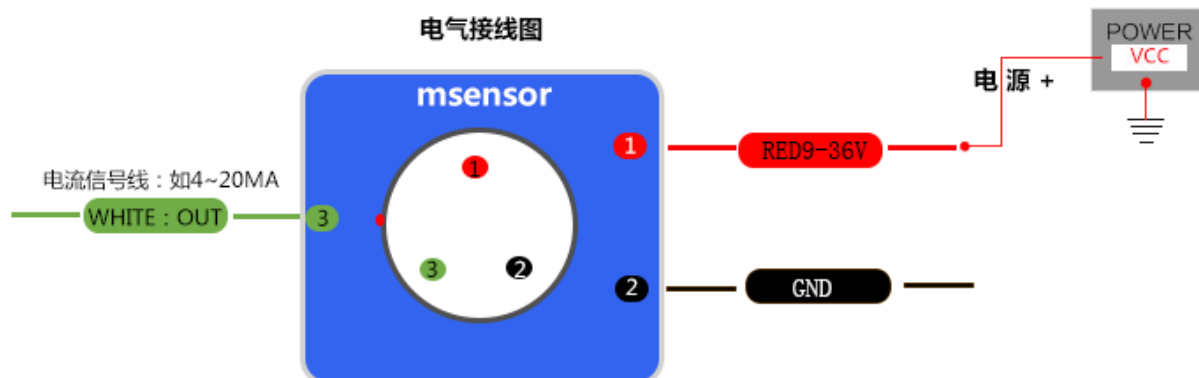 电气接线图
POWER
VCC
电 源 +
msensor
1
RED9-36V
1
电流信号线：如4~20MA
WHITE：OUT
3
3
2
2
GND